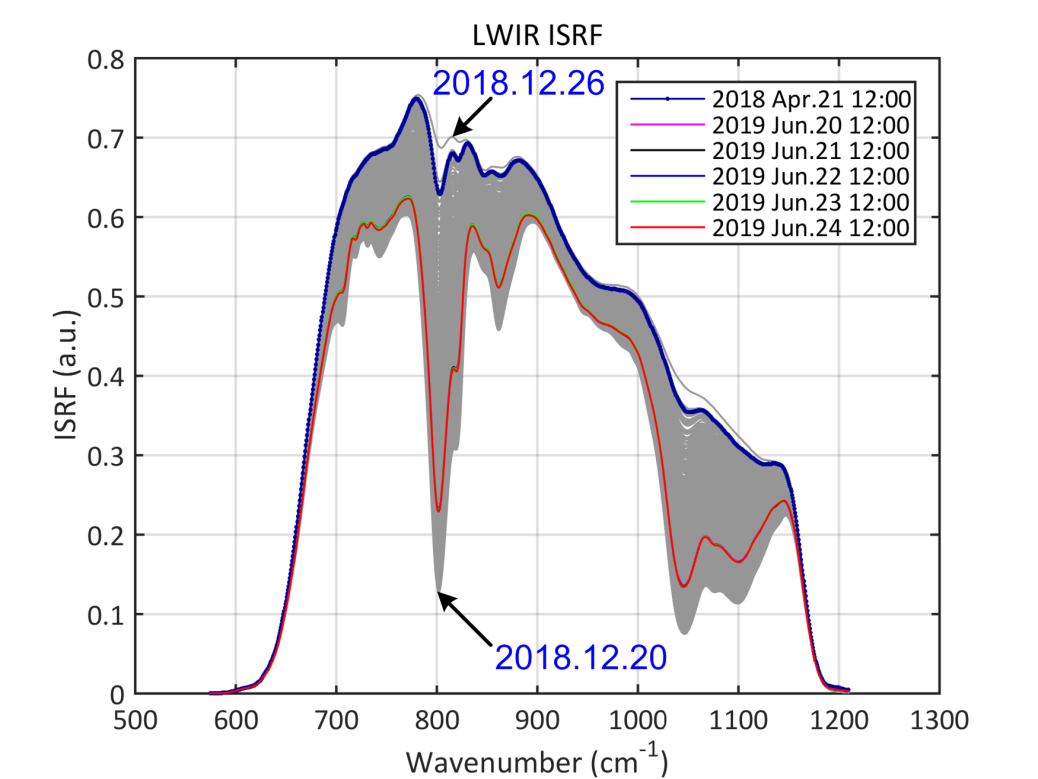 LWIR ISRF
0.8
0.7
0.6
0.5
0.4
0.3
0.2
0.1
0
ISRF (a.u.)
2018.12.26
2018 Apr.21 12:00
2019 Jun.20 12:00
2019 Jun.21 12:00
2019 Jun.22 12:00
2019 Jun.23 12:00
2019 Jun.24 12:00
2018.12.20
500 600 700 800 900 1000 1100 1200 1300
Wavenumber (cm⁻¹)